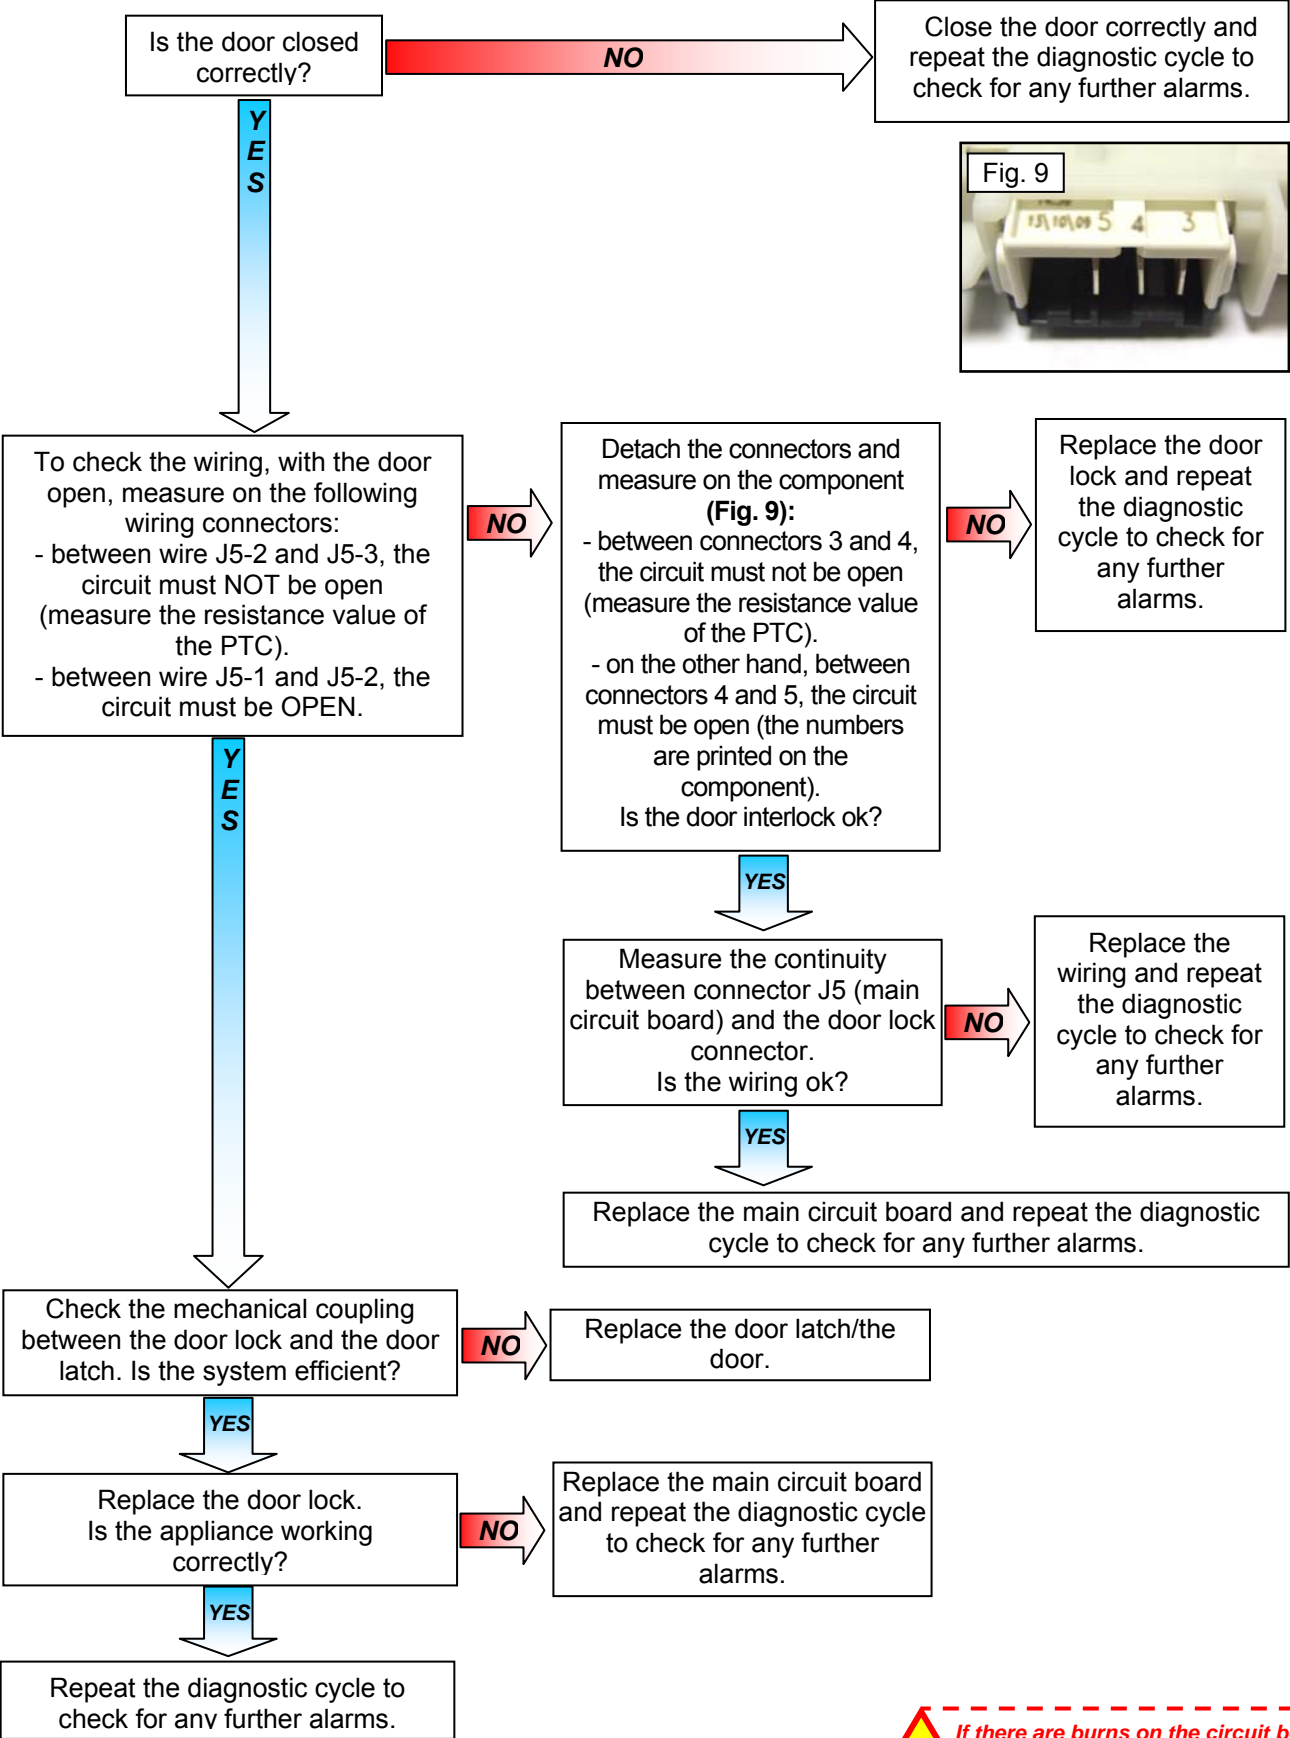 Is the door closed
correctly?
NO
Close the door correctly and
repeat the diagnostic cycle to
check for any further alarms.
YES
Fig. 9
13\10\09 5 4 3
To check the wiring, with the door
open, measure on the following
wiring connectors:
- between wire J5-2 and J5-3, the
circuit must NOT be open
(measure the resistance value of
the PTC).
- between wire J5-1 and J5-2, the
circuit must be OPEN.
NO
Detach the connectors and
measure on the component
(Fig. 9):
- between connectors 3 and 4,
the circuit must not be open
(measure the resistance value
of the PTC).
- on the other hand, between
connectors 4 and 5, the circuit
must be open (the numbers
are printed on the
component).
Is the door interlock ok?
NO
Replace the door
lock and repeat
the diagnostic
cycle to check for
any further
alarms.
YES
YES
Measure the continuity
between connector J5 (main
circuit board) and the door lock
connector.
Is the wiring ok?
NO
Replace the
wiring and repeat
the diagnostic
cycle to check for
any further
alarms.
YES
Replace the main circuit board and repeat the diagnostic
cycle to check for any further alarms.
Check the mechanical coupling
between the door lock and the door
latch. Is the system efficient?
NO
Replace the door latch/the
door.
YES
Replace the door lock.
Is the appliance working
correctly?
NO
Replace the main circuit board
and repeat the diagnostic cycle
to check for any further
alarms.
YES
Repeat the diagnostic cycle to
check for any further alarms.
If there are burns on the circuit b